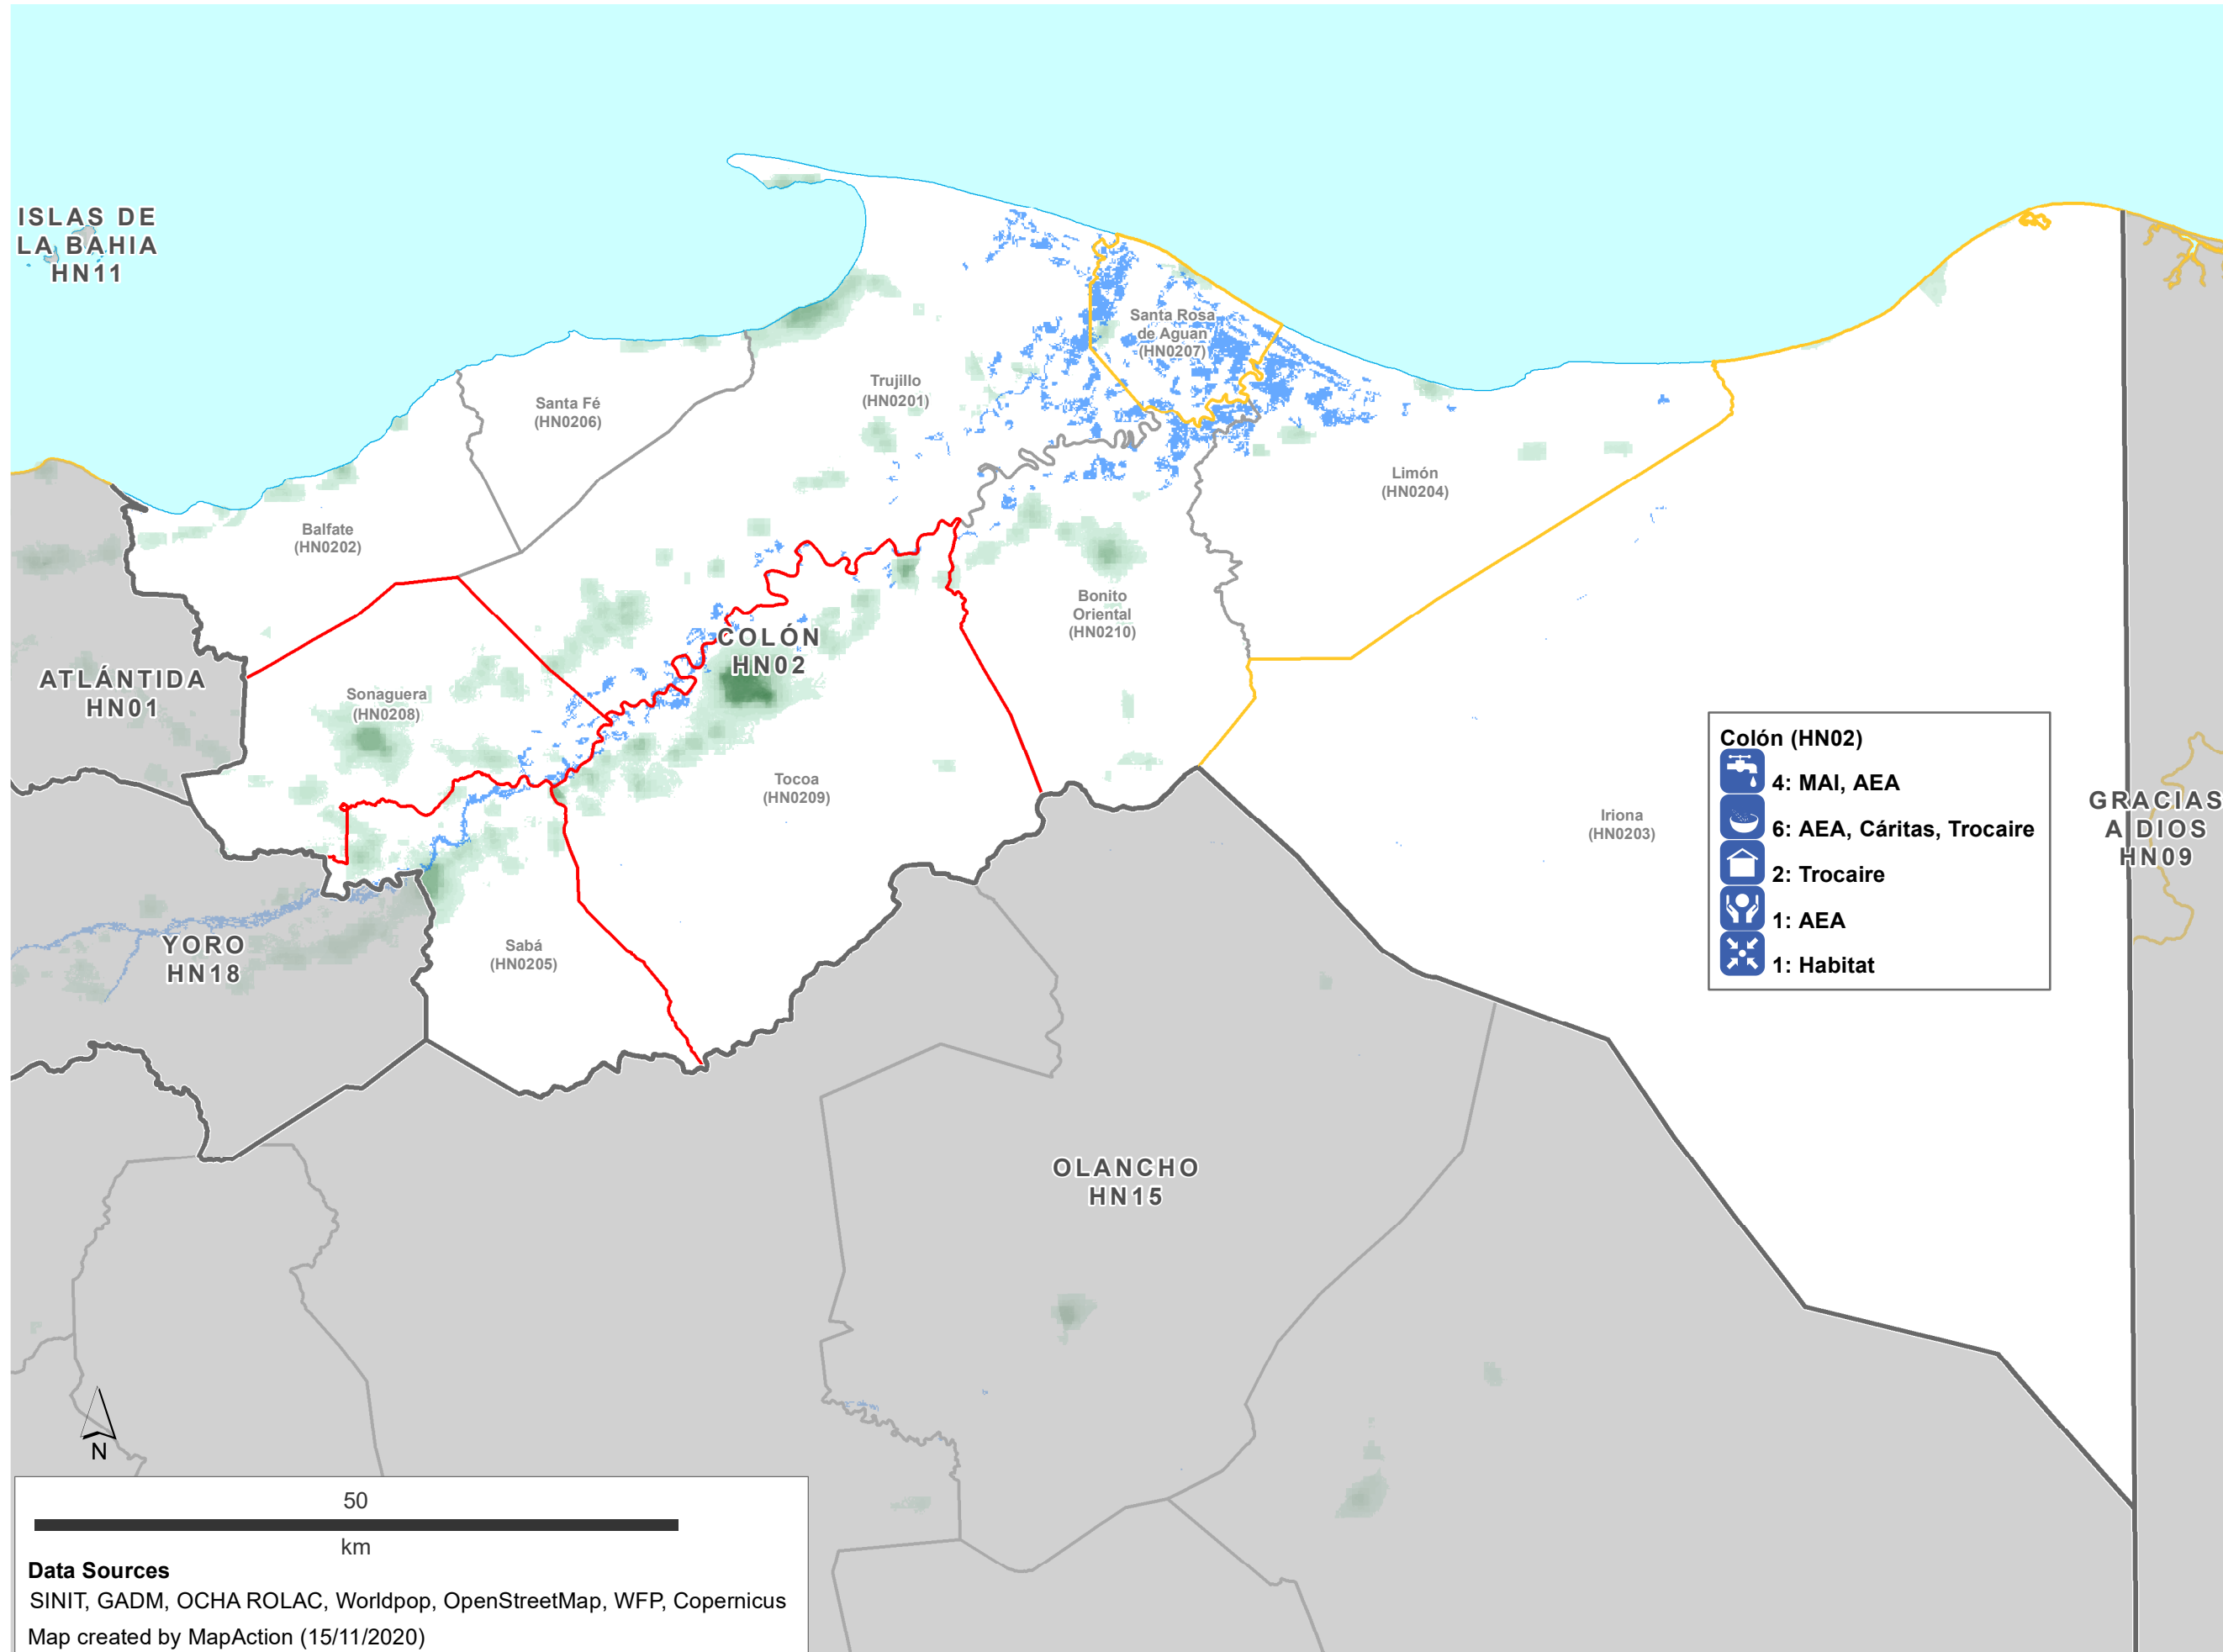 ISLAS DE
LA BAHIA
HN11
Santa Rosa
de Aguan
(HN0207)
Trujillo
(HN0201)
Santa Fé
(HN0206)
Limón
(HN0204)
Balfate
(HN0202)
Bonito
Oriental
(HN0210)
COLÓN
HN02
ATLÁNTIDA
HN01
Sonaguera
(HN0208)
Tocoa
(HN0209)
Iriona
(HN0203)
Colón (HN02)
4: MAI, AEA
6: AEA, Cáritas, Trocaire
2: Trocaire
1: AEA
1: Habitat
GRACIAS
A DIOS
HN09
YORO
HN18
Sabá
(HN0205)
OLANCHO
HN15
N
50
km
Data Sources
SINIT, GADM, OCHA ROLAC, Worldpop, OpenStreetMap, WFP, Copernicus
Map created by MapAction (15/11/2020)